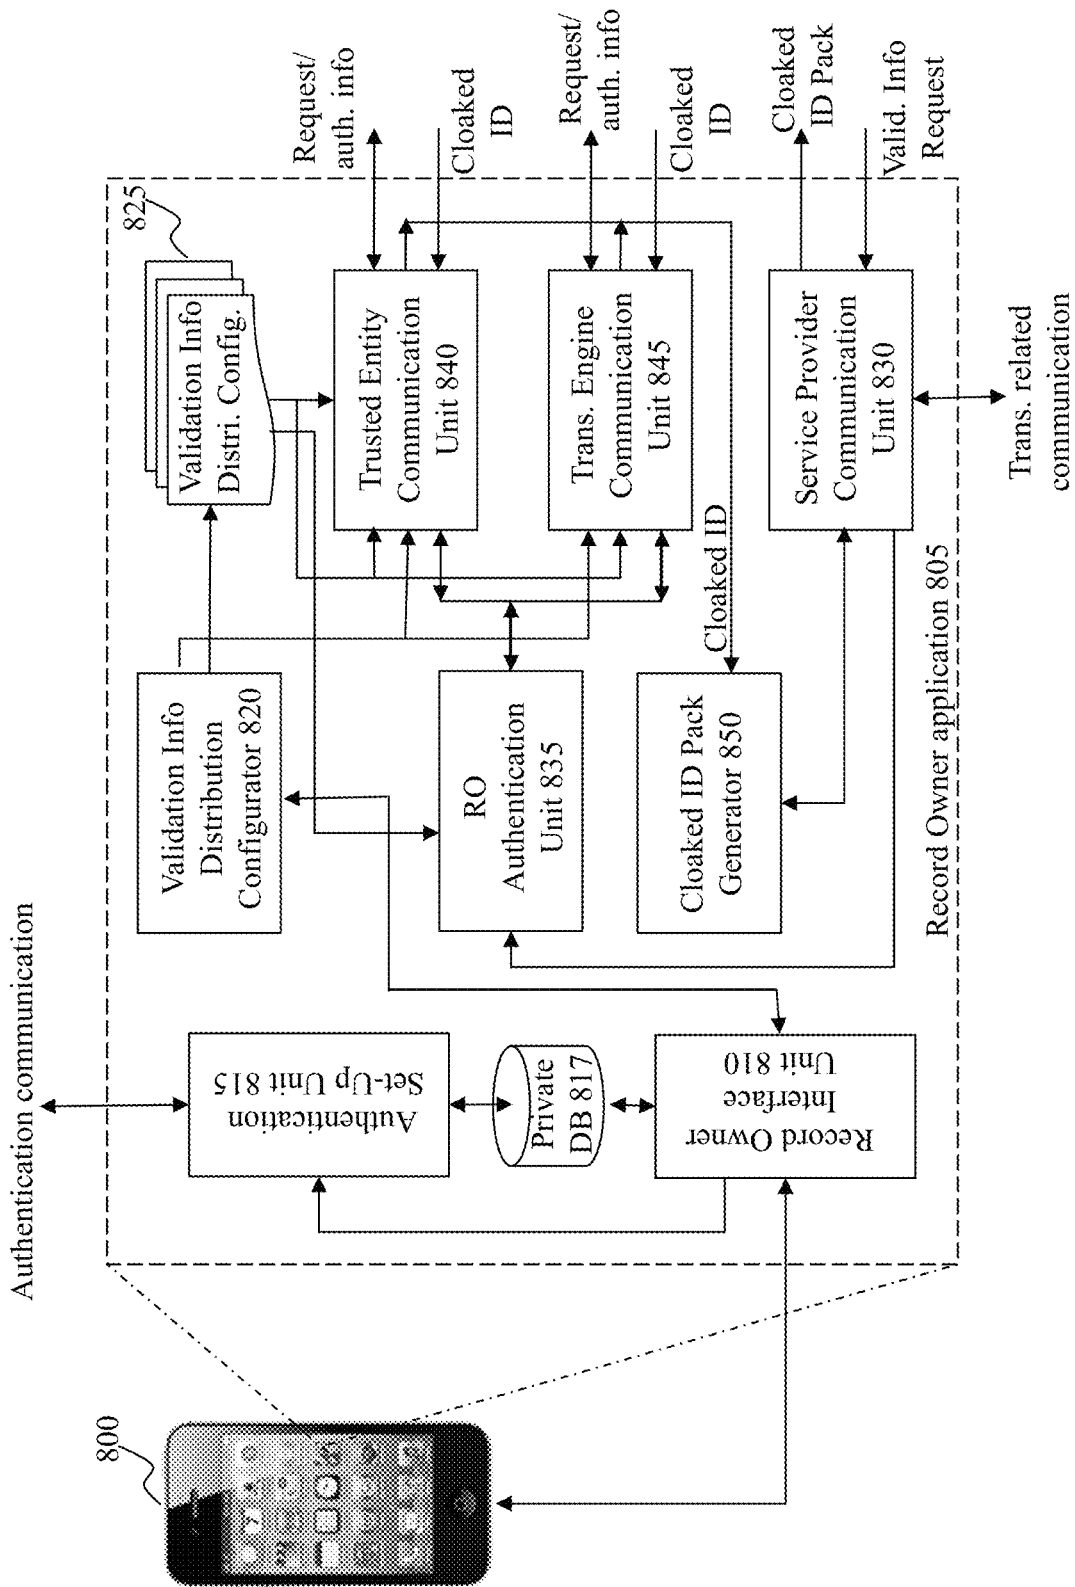 Authentication communication
800
Authentication
Set-Up Unit 815
Private
DB 817
Record Owner
Interface
Unit 810
Validation Info
Distribution
Configurator 820
825
Validation Info
Distri. Config.
RO
Authentication
Unit 835
Cloaked ID Pack
Generator 850
Cloaked ID
Trusted Entity
Communication
Unit 840
Trans. Engine
Communication
Unit 845
Service Provider
Communication
Unit 830
Request/
auth. info
Cloaked
ID
Request/
auth. info
Cloaked
ID
Cloaked
ID Pack
Valid. Info
Request
Record Owner application 805
Trans. related
communication